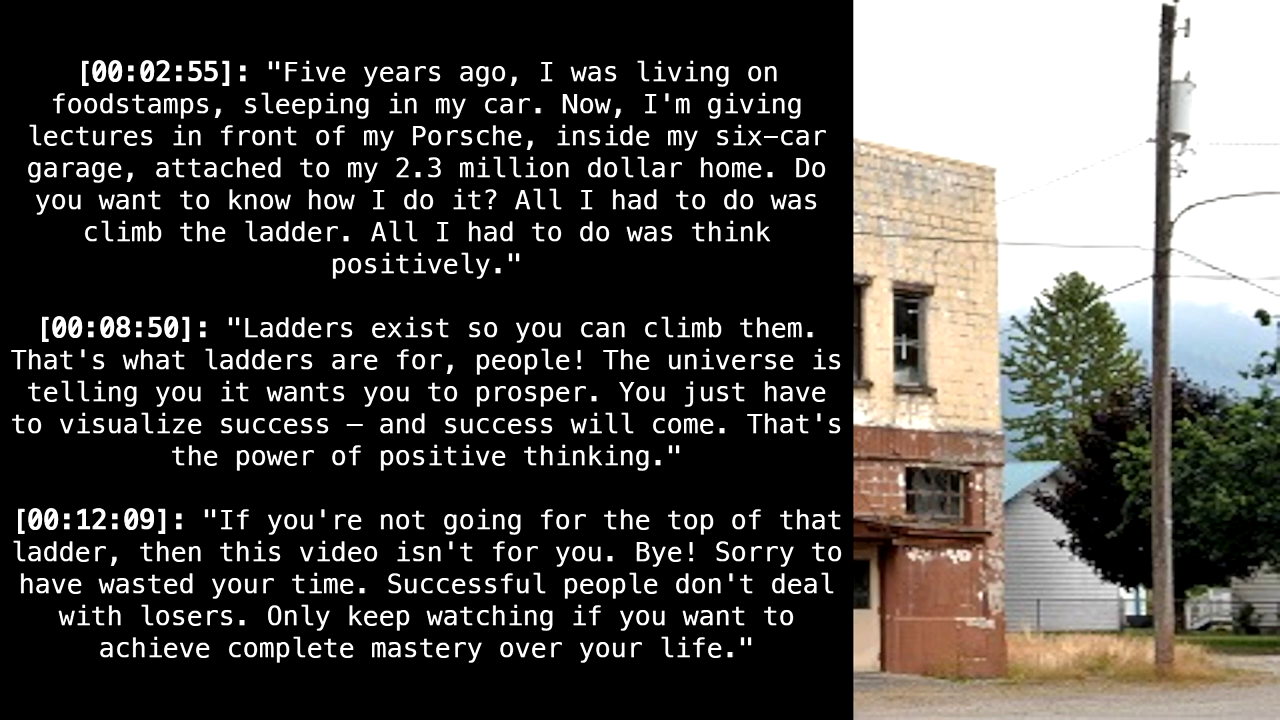 [00:02:55]: "Five years ago, I was living on
foodstamps, sleeping in my car. Now, I'm giving
lectures in front of my Porsche, inside my six–car
garage, attached to my 2.3 million dollar home. Do
you want to know how I do it? All I had to do was
climb the ladder. All I had to do was think
positively."
[00:08:50]: "Ladders exist so you can climb them.
That's what ladders are for, people! The universe is
telling you it wants you to prosper. You just have
to visualize success — and success will come. That's
the power of positive thinking."
[00:12:09]: "If you're not going for the top of that
ladder, then this video isn't for you. Bye! Sorry to
have wasted your time. Successful people don't deal
with losers. Only keep watching if you want to
achieve complete mastery over your life."